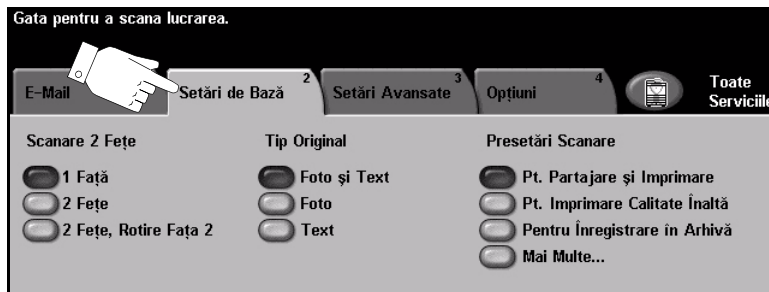 Gata pentru a scana lucrarea.
E-Mail
2
Setări de Bază
3
Setări Avansate
4
Opțiuni
Toate
Serviciile
Scanare 2 Fețe
1 Față
2 Fețe
2 Fețe, Rotire Fața 2
Tip Original
Foto și Text
Foto
Text
Presetări Scanare
Pt. Partajare și Imprimare
Pt. Imprimare Calitate Înaltă
Pentru Înregistrare în Arhivă
Mai Multe...